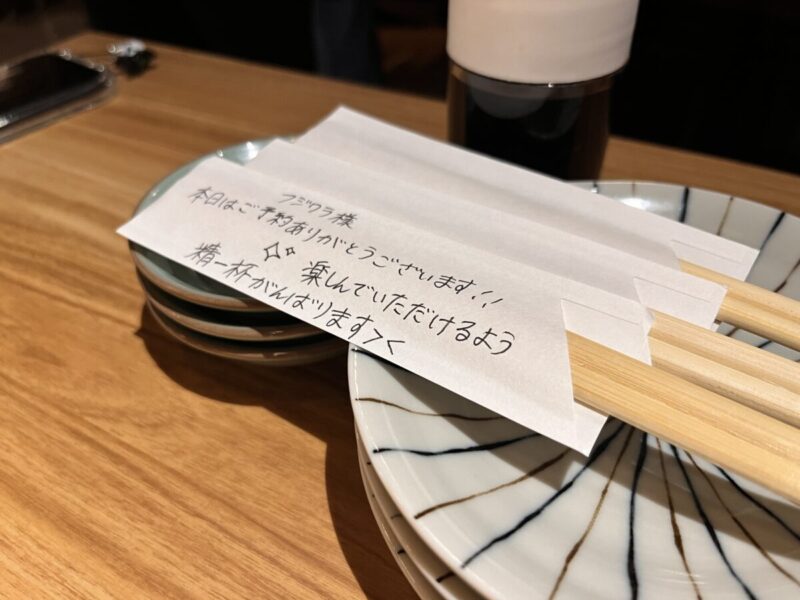 フジワラ様
本日はご予約ありがとうございます!!
楽しんでいただけるよう
精一杯がんばります><